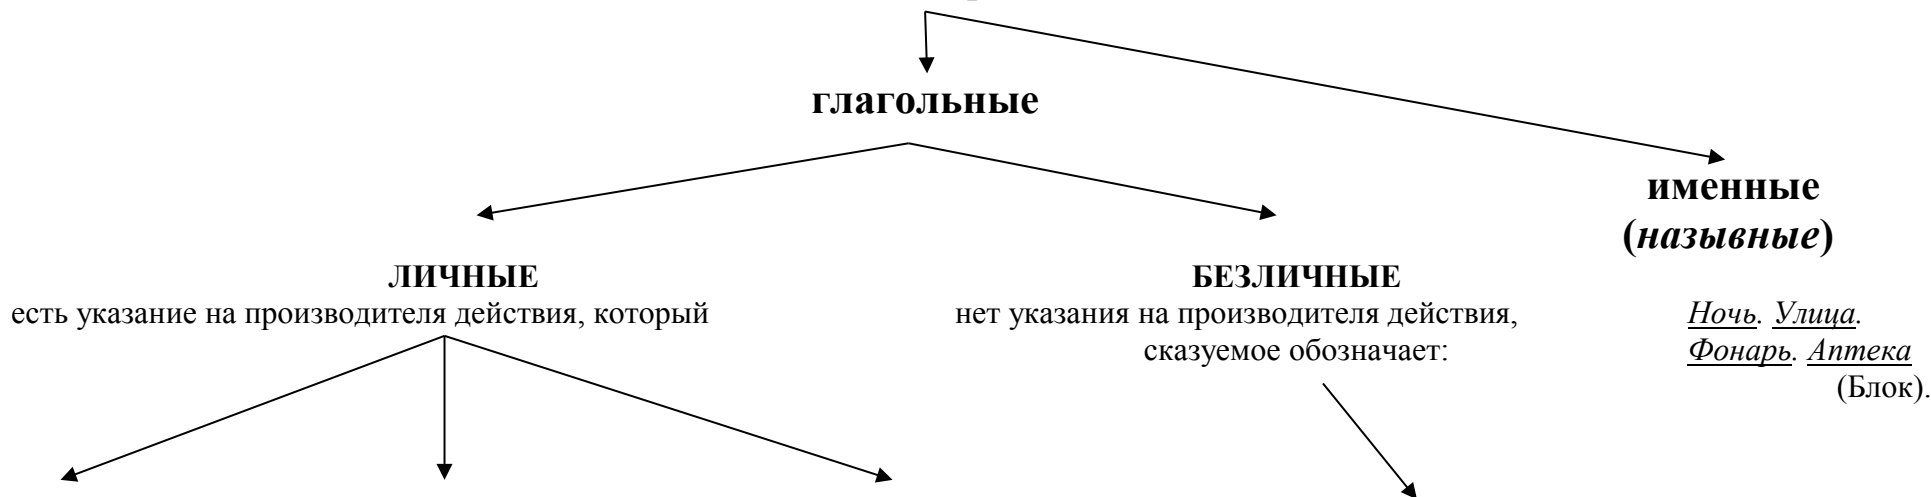 глагольные
именные
(назывные)
ЛИЧНЫЕ
есть указание на производителя действия, который
БЕЗЛИЧНЫЕ
нет указания на производителя действия,
сказуемое обозначает:
Ночь. Улица.
Фонарь. Аптека
(Блок).